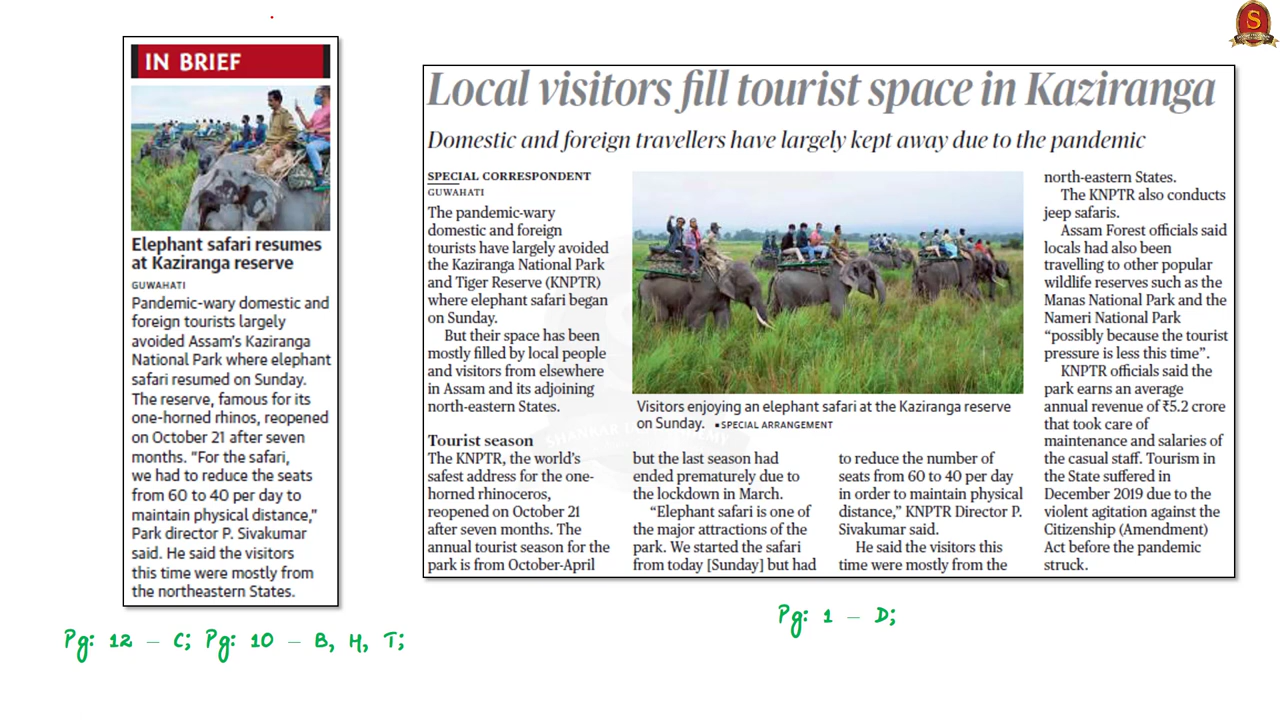 IN BRIEF
Elephant safari resumes
at Kaziranga reserve
GUWAHATI
Pandemic-wary domestic and
foreign tourists largely
avoided Assam's Kaziranga
National Park where elephant
safari resumed on Sunday.
The reserve, famous for its
one-horned rhinos, reopened
on October 21 after seven
months. "For the safari,
we had to reduce the seats
from 60 to 40 per day to
maintain physical distance,"
Park director P. Sivakumar
said. He said the visitors
this time were mostly from
the northeastern States.
Pg: 12 – C; Pg: 10 – B, H, T;
Local visitors fill tourist space in Kaziranga
Domestic and foreign travellers have largely kept away due to the pandemic
SPECIAL CORRESPONDENT
GUWAHATI
The pandemic-wary
domestic and foreign
tourists have largely avoided
the Kaziranga National Park
and Tiger Reserve (KNPTR)
where elephant safari began
on Sunday.
But their space has been
mostly filled by local people
and visitors from elsewhere
in Assam and its adjoining
north-eastern States.
Tourist season
The KNPTR, the world's
safest address for the one-
horned rhinoceros,
reopened on October 21
after seven months. The
annual tourist season for the
park is from October-April
Visitors enjoying an elephant safari at the Kaziranga reserve
on Sunday. •SPECIAL ARRANGEMENT
but the last season had
ended prematurely due to
the lockdown in March.
"Elephant safari is one of
the major attractions of the
park. We started the safari
from today [Sunday] but had
to reduce the number of
seats from 60 to 40 per day
in order to maintain physical
distance," KNPTR Director P.
Sivakumar said.
He said the visitors this
time were mostly from the
north-eastern States.
The KNPTR also conducts
jeep safaris.
Assam Forest officials said
locals had also been
travelling to other popular
wildlife reserves such as the
Manas National Park and the
Nameri National Park
"possibly because the tourist
pressure is less this time".
KNPTR officials said the
park earns an average
annual revenue of ₹5.2 crore
that took care of
maintenance and salaries of
the casual staff. Tourism in
the State suffered in
December 2019 due to the
violent agitation against the
Citizenship (Amendment)
Act before the pandemic
struck.
Pg: 1 – D;